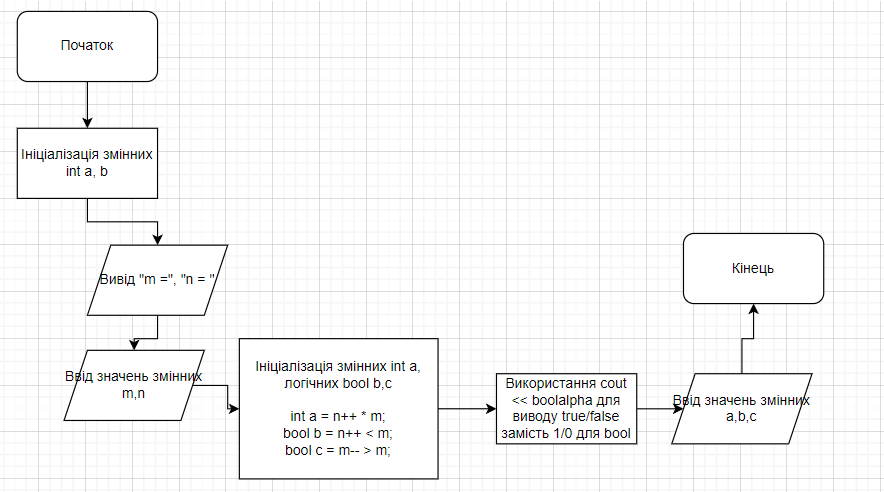 Початок
Ініціалізація змінних
int a, b
Вивід "m =", "n = "
Ввід значень змінних
m,n
Ініціалізація змінних int a,
логічних bool b,c
int a = n++ * m;
bool b = n++ < m;
bool c = m-- > m;
Використання cout
<< boolalpha для
виводу true/false
замість 1/0 для bool
Ввід значень змінних
a,b,c
Кінець